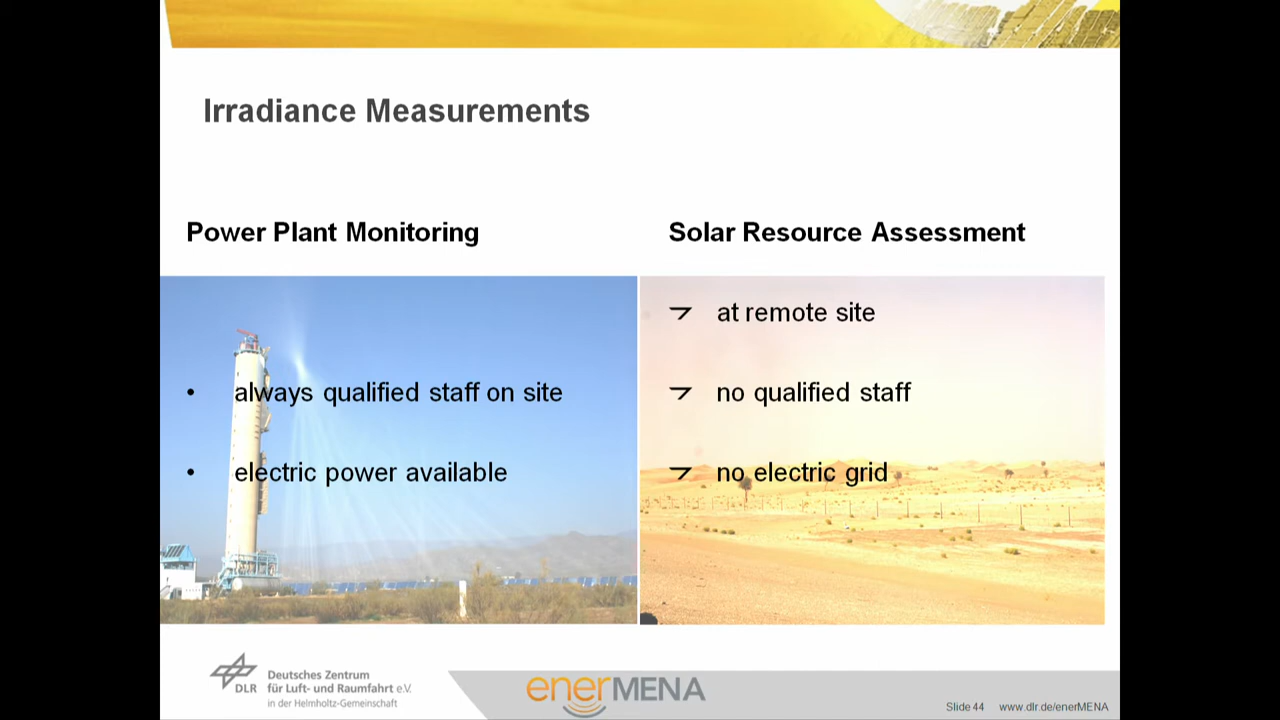 Irradiance Measurements
Power Plant Monitoring
• always qualified staff on site
• electric power available
Solar Resource Assessment
at remote site
no qualified staff
no electric grid
DLR
Deutsches Zentrum
für Luft- und Raumfahrt e.V.
in der Helmholtz-Gemeinschaft
enerMENA
Slide 44 www.dlr.de/enerMENA